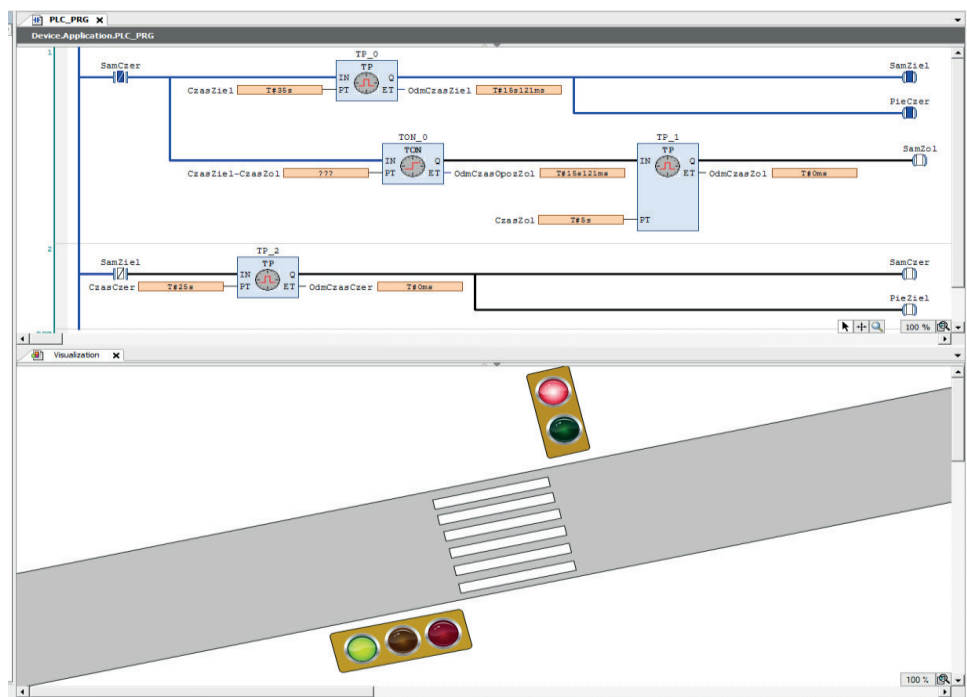 PLC_PRG X
Device.Application.PLC_PRG
1
TP_0
SamCzer TP SamZiel
IN Q
CzasZiel T#35s PT ET OdmCzasZiel T#15s121ms
PieCzer
TON_0 TP_1
TON TP SamZol
IN Q IN Q
CzasZiel-CzasZol ??? PT ET OdmCzasOpozZol T#15s121ms ET OdmCzasZol T#0ms
CzasZol T#5s PT
2
TP_2
SamZiel TP SamCzer
IN Q
CzasCzer T#25s PT ET OdmCzasCzer T#0ms
PieZiel
100 %
Visualization X
100 %